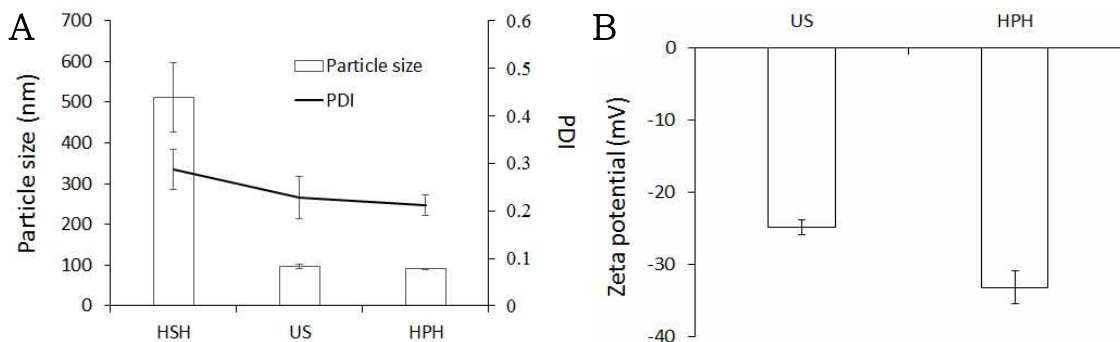 A
700
600
500
400
300
200
100
0
Particle size (nm)
Particle size
PDI
0.6
0.5
0.4
0.3
0.2
0.1
0
PDI
HSH
US
HPH
B
US
HPH
0
-10
-20
-30
-40
Zeta potential (mV)